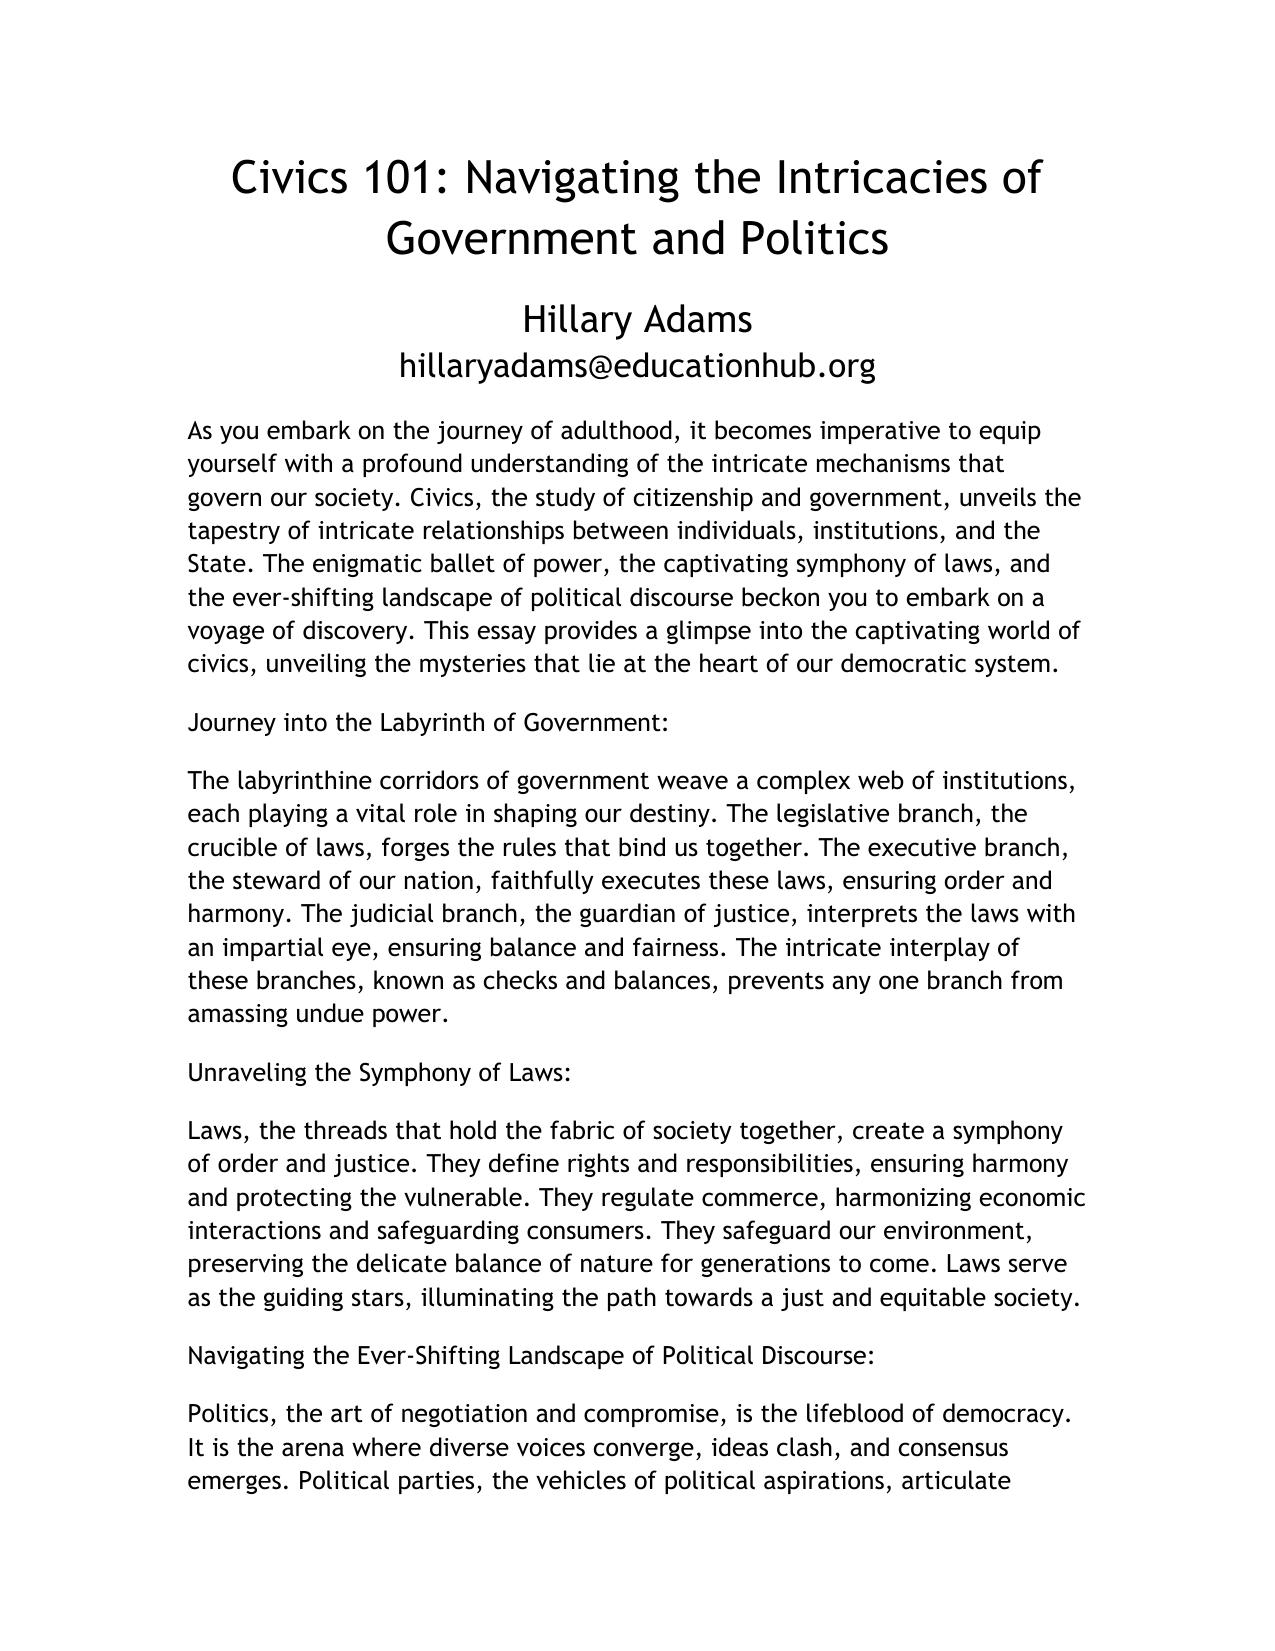 Civics 101: Navigating the Intricacies of
Government and Politics
Hillary Adams
hillaryadams@educationhub.org
As you embark on the journey of adulthood, it becomes imperative to equip
yourself with a profound understanding of the intricate mechanisms that
govern our society. Civics, the study of citizenship and government, unveils the
tapestry of intricate relationships between individuals, institutions, and the
State. The enigmatic ballet of power, the captivating symphony of laws, and
the ever-shifting landscape of political discourse beckon you to embark on a
voyage of discovery. This essay provides a glimpse into the captivating world of
civics, unveiling the mysteries that lie at the heart of our democratic system.
Journey into the Labyrinth of Government:
The labyrinthine corridors of government weave a complex web of institutions,
each playing a vital role in shaping our destiny. The legislative branch, the
crucible of laws, forges the rules that bind us together. The executive branch,
the steward of our nation, faithfully executes these laws, ensuring order and
harmony. The judicial branch, the guardian of justice, interprets the laws with
an impartial eye, ensuring balance and fairness. The intricate interplay of
these branches, known as checks and balances, prevents any one branch from
amassing undue power.
Unraveling the Symphony of Laws:
Laws, the threads that hold the fabric of society together, create a symphony
of order and justice. They define rights and responsibilities, ensuring harmony
and protecting the vulnerable. They regulate commerce, harmonizing economic
interactions and safeguarding consumers. They safeguard our environment,
preserving the delicate balance of nature for generations to come. Laws serve
as the guiding stars, illuminating the path towards a just and equitable society.
Navigating the Ever-Shifting Landscape of Political Discourse:
Politics, the art of negotiation and compromise, is the lifeblood of democracy.
It is the arena where diverse voices converge, ideas clash, and consensus
emerges. Political parties, the vehicles of political aspirations, articulate